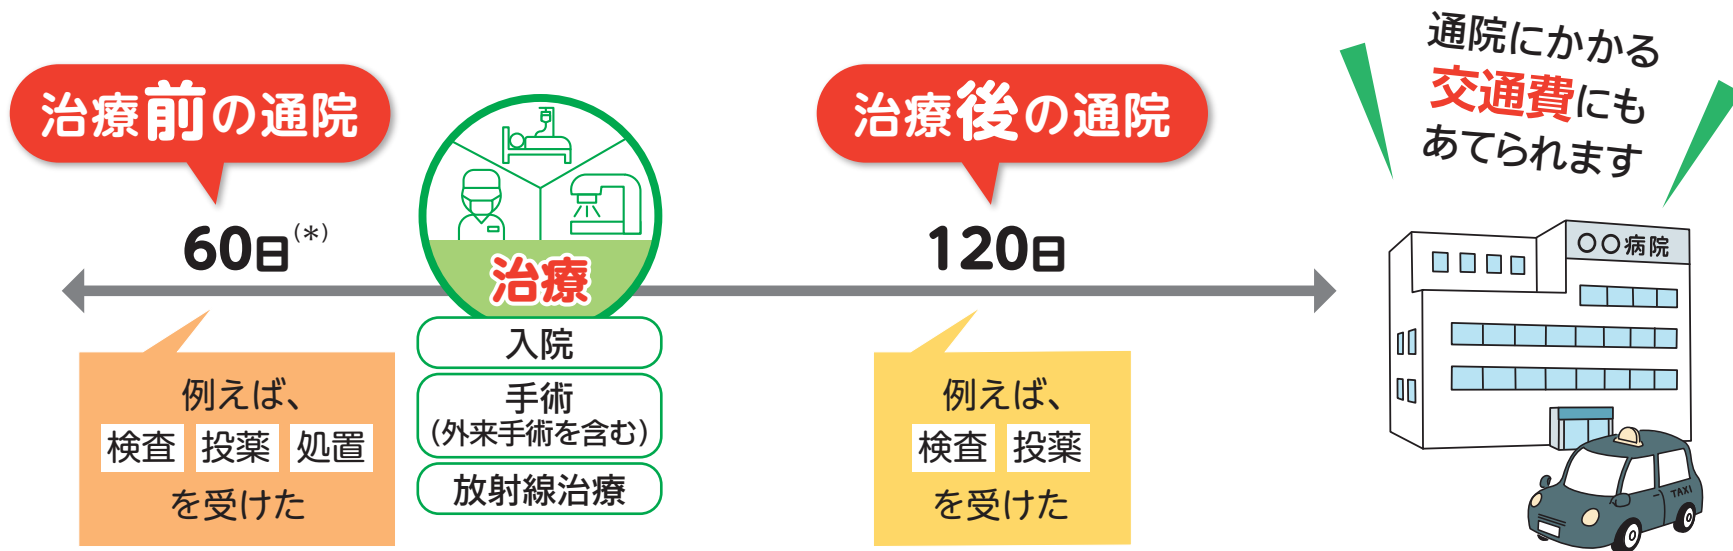 治療前の通院
60日(*)
例えば、
検査 投薬 処置
を受けた
治療
入院
手術
(外来手術を含む)
放射線治療
治療後の通院
120日
例えば、
検査 投薬
を受けた
通院にかかる
交通費にも
あてられます
○○病院
TAXI